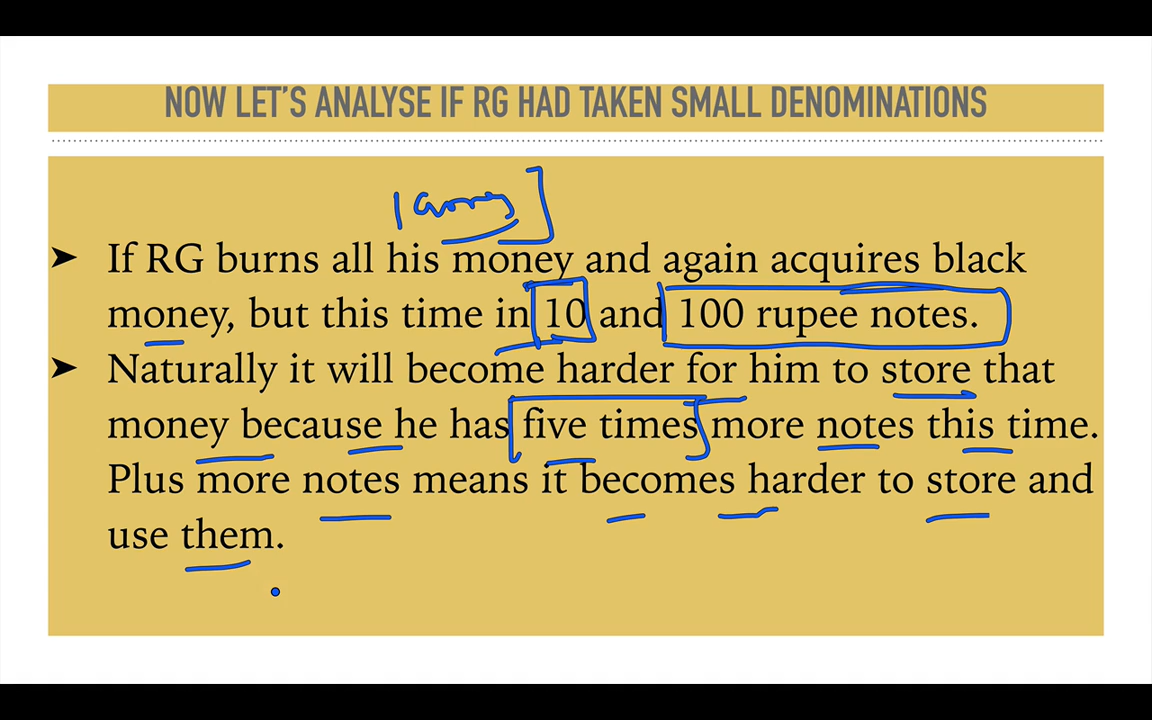 NOW LET'S ANALYSE IF RG HAD TAKEN SMALL DENOMINATIONS
➤ If RG burns all his money and again acquires black
money, but this time in 10 and 100 rupee notes.
➤ Naturally it will become harder for him to store that
money because he has five times more notes this time.
Plus more notes means it becomes harder to store and
use them.